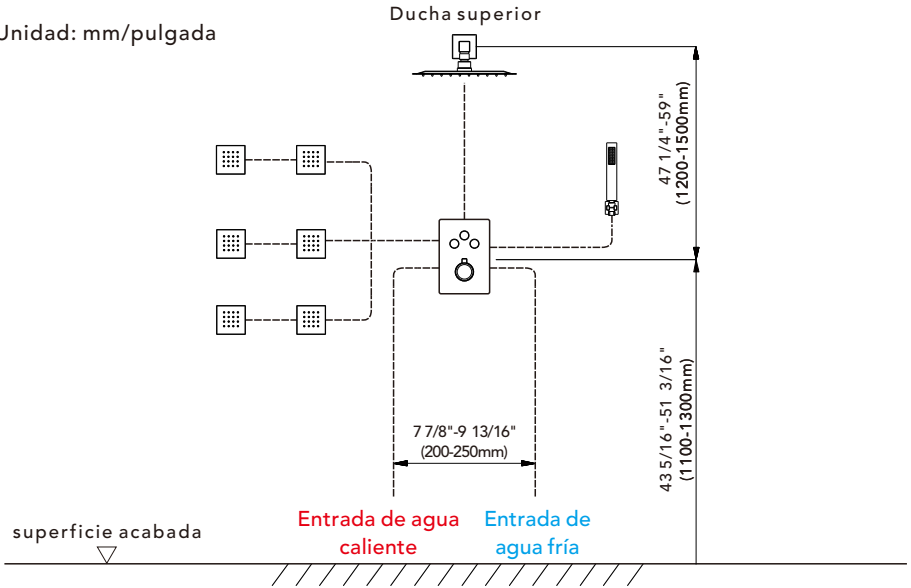 Ducha superior
Unidad: mm/pulgada
47 1/4"-59"
(1200-1500mm)
43 5/16"-51 3/16"
(1100-1300mm)
7 7/8"-9 13/16"
(200-250mm)
Entrada de agua
caliente
Entrada de
agua fría
superficie acabada